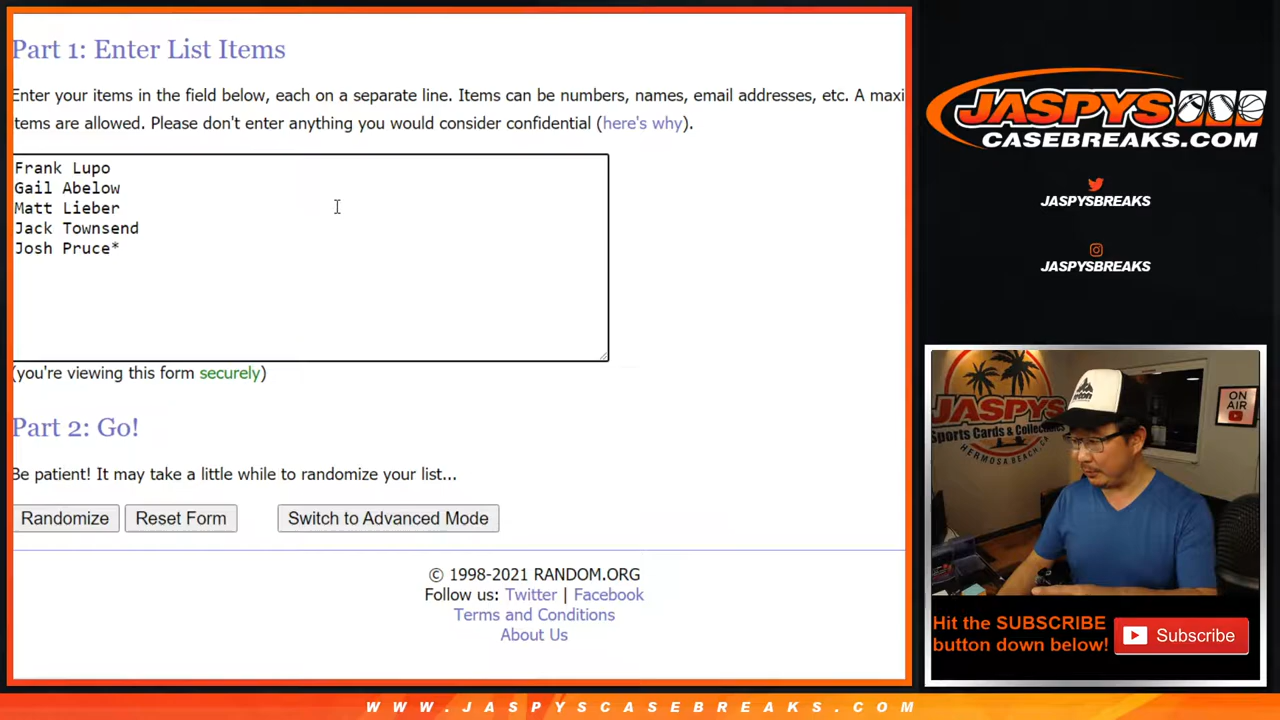 Part 1: Enter List Items
Enter your items in the field below, each on a separate line. Items can be numbers, names, email addresses, etc. A maxi
tems are allowed. Please don't enter anything you would consider confidential (here's why).
Frank Lupo
Gail Abelow
Matt Lieber
Jack Townsend
Josh Pruce*
(you're viewing this form securely)
Part 2: Go!
Be patient! It may take a little while to randomize your list...
Randomize
Reset Form
Switch to Advanced Mode
© 1998-2021 RANDOM.ORG
Follow us: Twitter | Facebook
Terms and Conditions
About Us
JASPYS
CASEBREAKS.COM
JASPYSBREAKS
JASPYSBREAKS
JASPYS
Sports Cards & Collectibles
HERMOSA BEACH, CA
ON
AIR
Hit the SUBSCRIBE
button down below!
Subscribe
WWW.JASPYSCASEBREAKS.COM